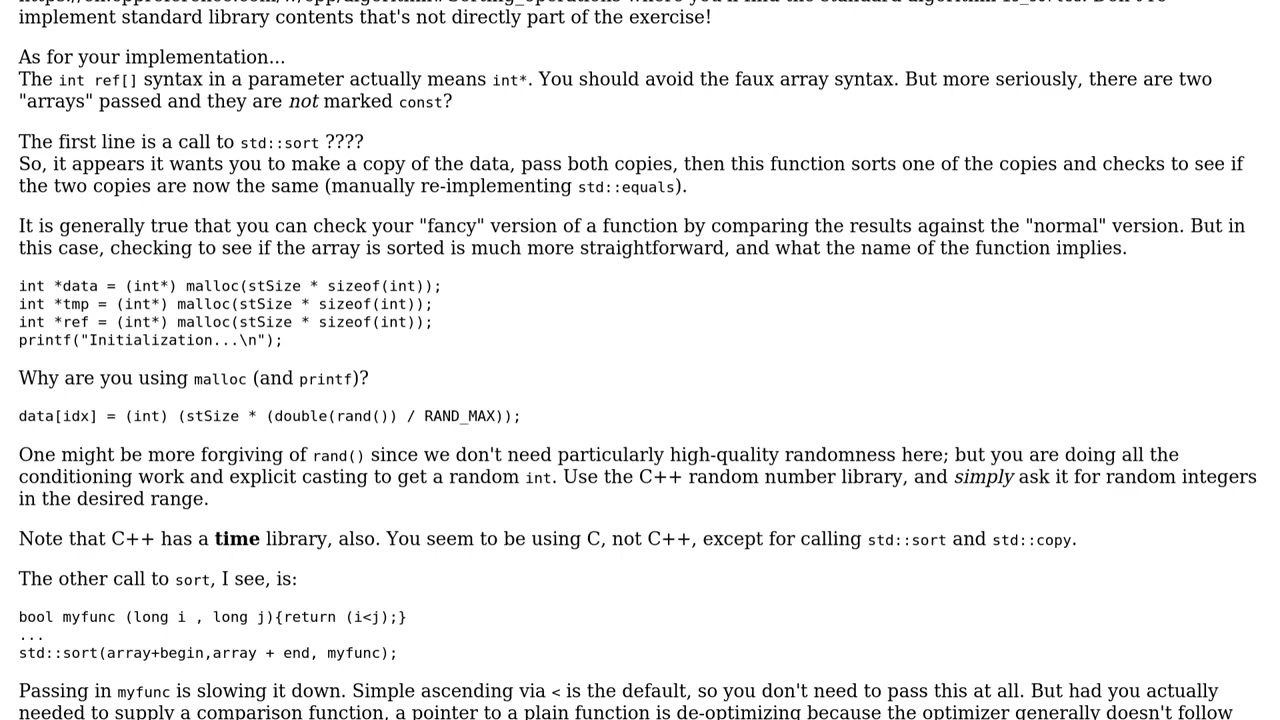 implement standard library contents that's not directly part of the exercise!
As for your implementation...
The int ref[] syntax in a parameter actually means int*. You should avoid the faux array syntax. But more seriously, there are two
"arrays" passed and they are not marked const?
The first line is a call to std::sort ????
So, it appears it wants you to make a copy of the data, pass both copies, then this function sorts one of the copies and checks to see if
the two copies are now the same (manually re-implementing std::equals).
It is generally true that you can check your "fancy" version of a function by comparing the results against the "normal" version. But in
this case, checking to see if the array is sorted is much more straightforward, and what the name of the function implies.
int *data = (int*) malloc(stSize * sizeof(int));
int *tmp = (int*) malloc(stSize * sizeof(int));
int *ref = (int*) malloc(stSize * sizeof(int));
printf("Initialization...\n");
Why are you using malloc (and printf)?
data[idx] = (int) (stSize * (double(rand()) / RAND_MAX));
One might be more forgiving of rand() since we don't need particularly high-quality randomness here; but you are doing all the
conditioning work and explicit casting to get a random int. Use the C++ random number library, and simply ask it for random integers
in the desired range.
Note that C++ has a time library, also. You seem to be using C, not C++, except for calling std::sort and std::copy.
The other call to sort, I see, is:
bool myfunc (long i , long j){return (i<j);}
...
std::sort(array+begin,array + end, myfunc);
Passing in myfunc is slowing it down. Simple ascending via < is the default, so you don't need to pass this at all. But had you actually
needed to supply a comparison function, a pointer to a plain function is de-optimizing because the optimizer generally doesn't follow